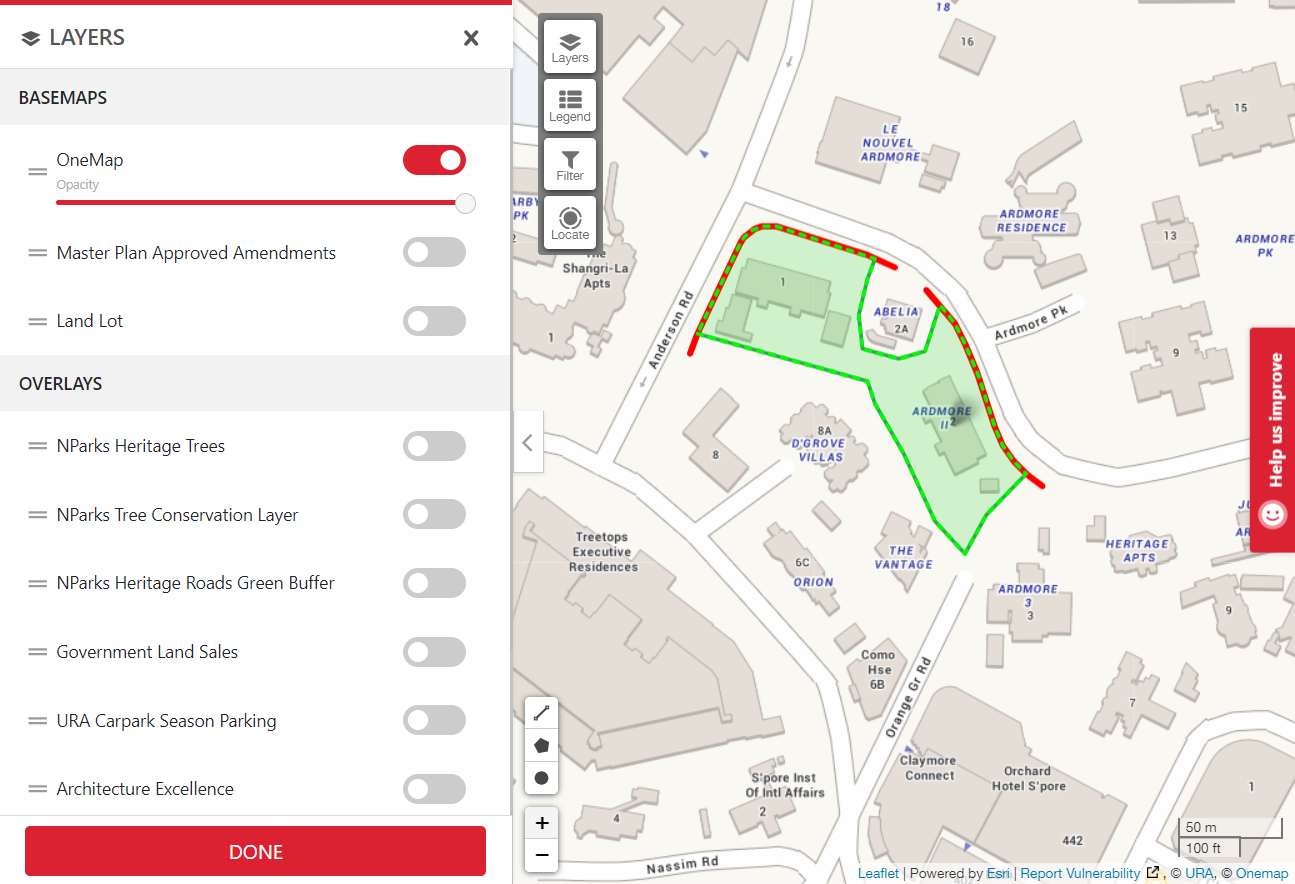 LAYERS
BASEMAPS
OneMap
Opacity
Master Plan Approved Amendments
Land Lot
OVERLAYS
NParks Heritage Trees
NParks Tree Conservation Layer
NParks Heritage Roads Green Buffer
Government Land Sales
URA Carpark Season Parking
Architecture Excellence
DONE
Layers
Legend
Filter
Locate
18
16
15
LE
NOUVEL
ARDMORE
ARDMORE
RESIDENCE
13
ARDMORE
PK
The
Shangri-La
Apts
1
Anderson Rd
1
ABELIA
2A
Ardmore Pk
9
ARDMORE
II
2
8
8A
D'GROVE
VILLAS
Treetops
Executive
Residences
6C
ORION
THE
VANTAGE
HERITAGE
APTS
ARDMORE
3
3
9
7
Como
Hse
6B
Orange Gr Rd
Claymore
Connect
Orchard
Hotel S'pore
S'pore Inst
Of Intl Affairs
2
4
Nassim Rd
442
1
Help us improve
+
−
50 m
100 ft
Leaflet | Powered by Esri | Report Vulnerability , © URA, © Onemap